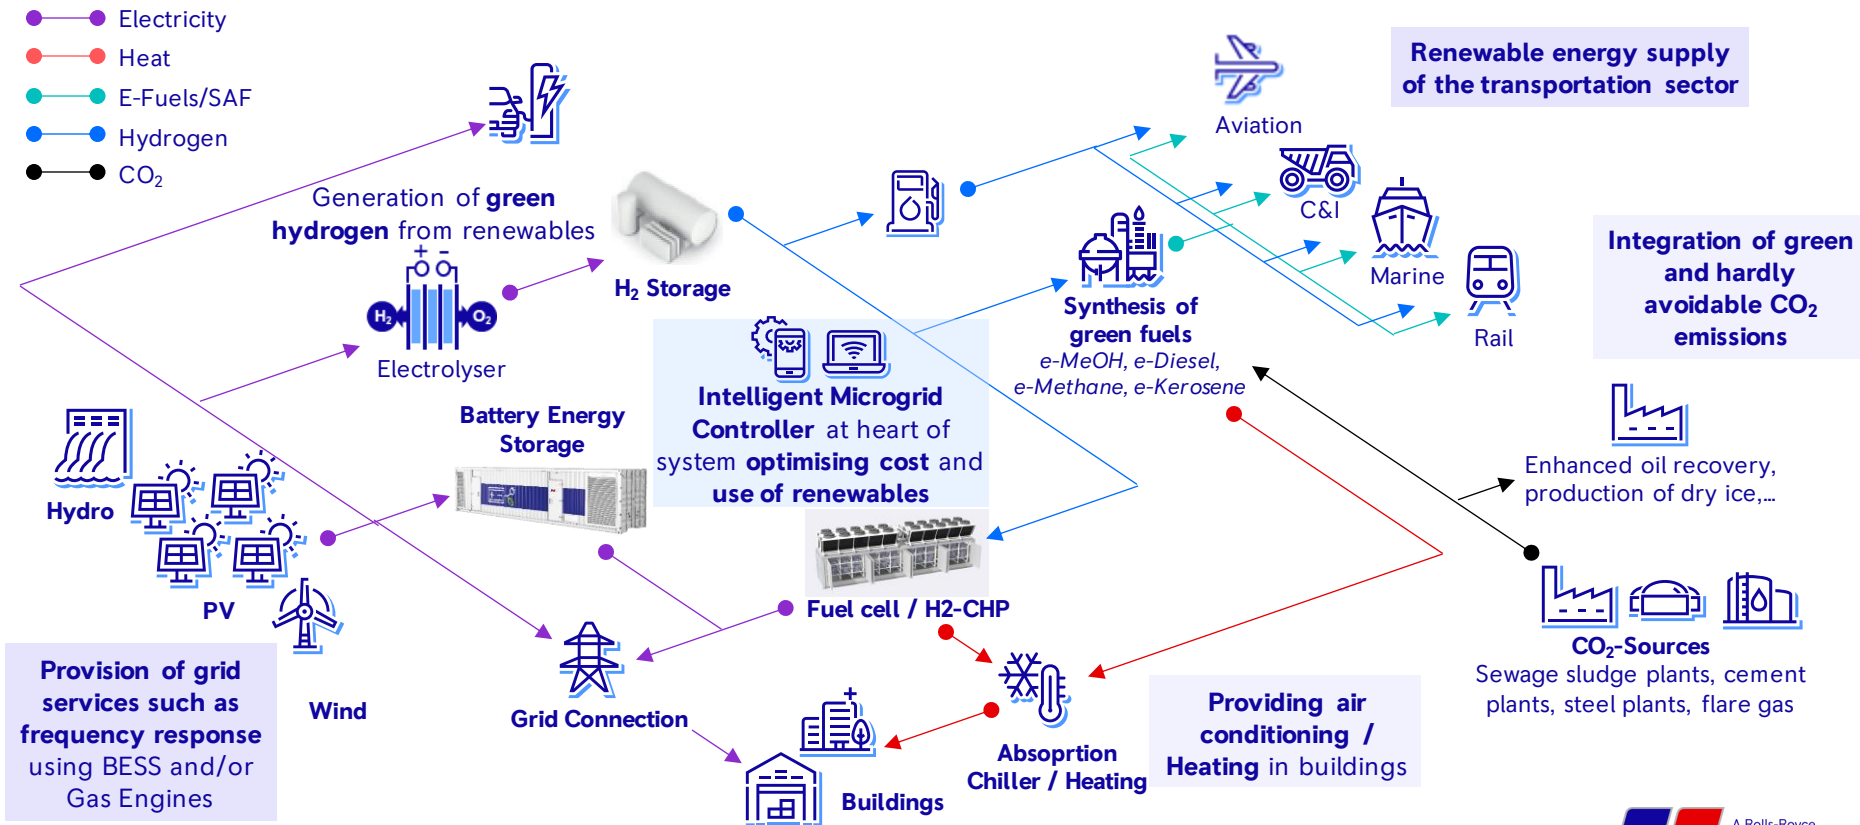 Electricity
Heat
E-Fuels/SAF
Hydrogen
CO₂
Renewable energy supply
of the transportation sector
Aviation
Generation of green
hydrogen from renewables
+ −
H₂
O₂
Electrolyser
H₂ Storage
C&I
Marine
Rail
Synthesis of
green fuels
e-MeOH, e-Diesel,
e-Methane, e-Kerosene
Integration of green
and hardly
avoidable CO₂
emissions
Intelligent Microgrid
Controller at heart of
system optimising cost and
use of renewables
Battery Energy
Storage
Hydro
PV
Wind
Enhanced oil recovery,
production of dry ice,...
Fuel cell / H2-CHP
CO₂-Sources
Sewage sludge plants, cement
plants, steel plants, flare gas
Provision of grid
services such as
frequency response
using BESS and/or
Gas Engines
Grid Connection
Buildings
Absoprtion
Chiller / Heating
Providing air
conditioning /
Heating in buildings
A Rolls-Royce